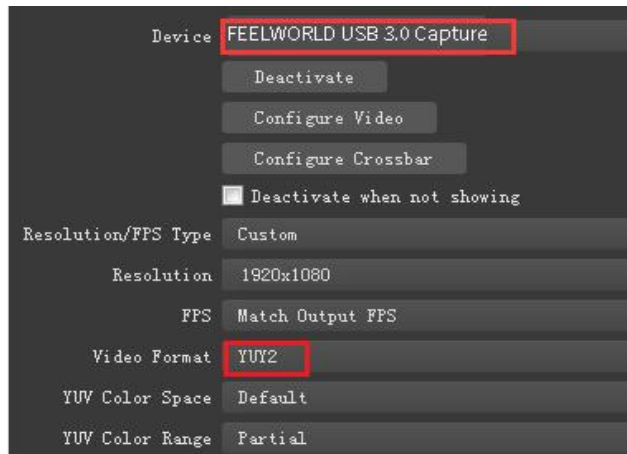 Device FEELWORLD USB 3.0 Capture
Deactivate
Configure Video
Configure Crossbar
Deactivate when not showing
Resolution/FPS Type Custom
Resolution 1920x1080
FPS Match Output FPS
Video Format YUY2
YUV Color Space Default
YUV Color Range Partial